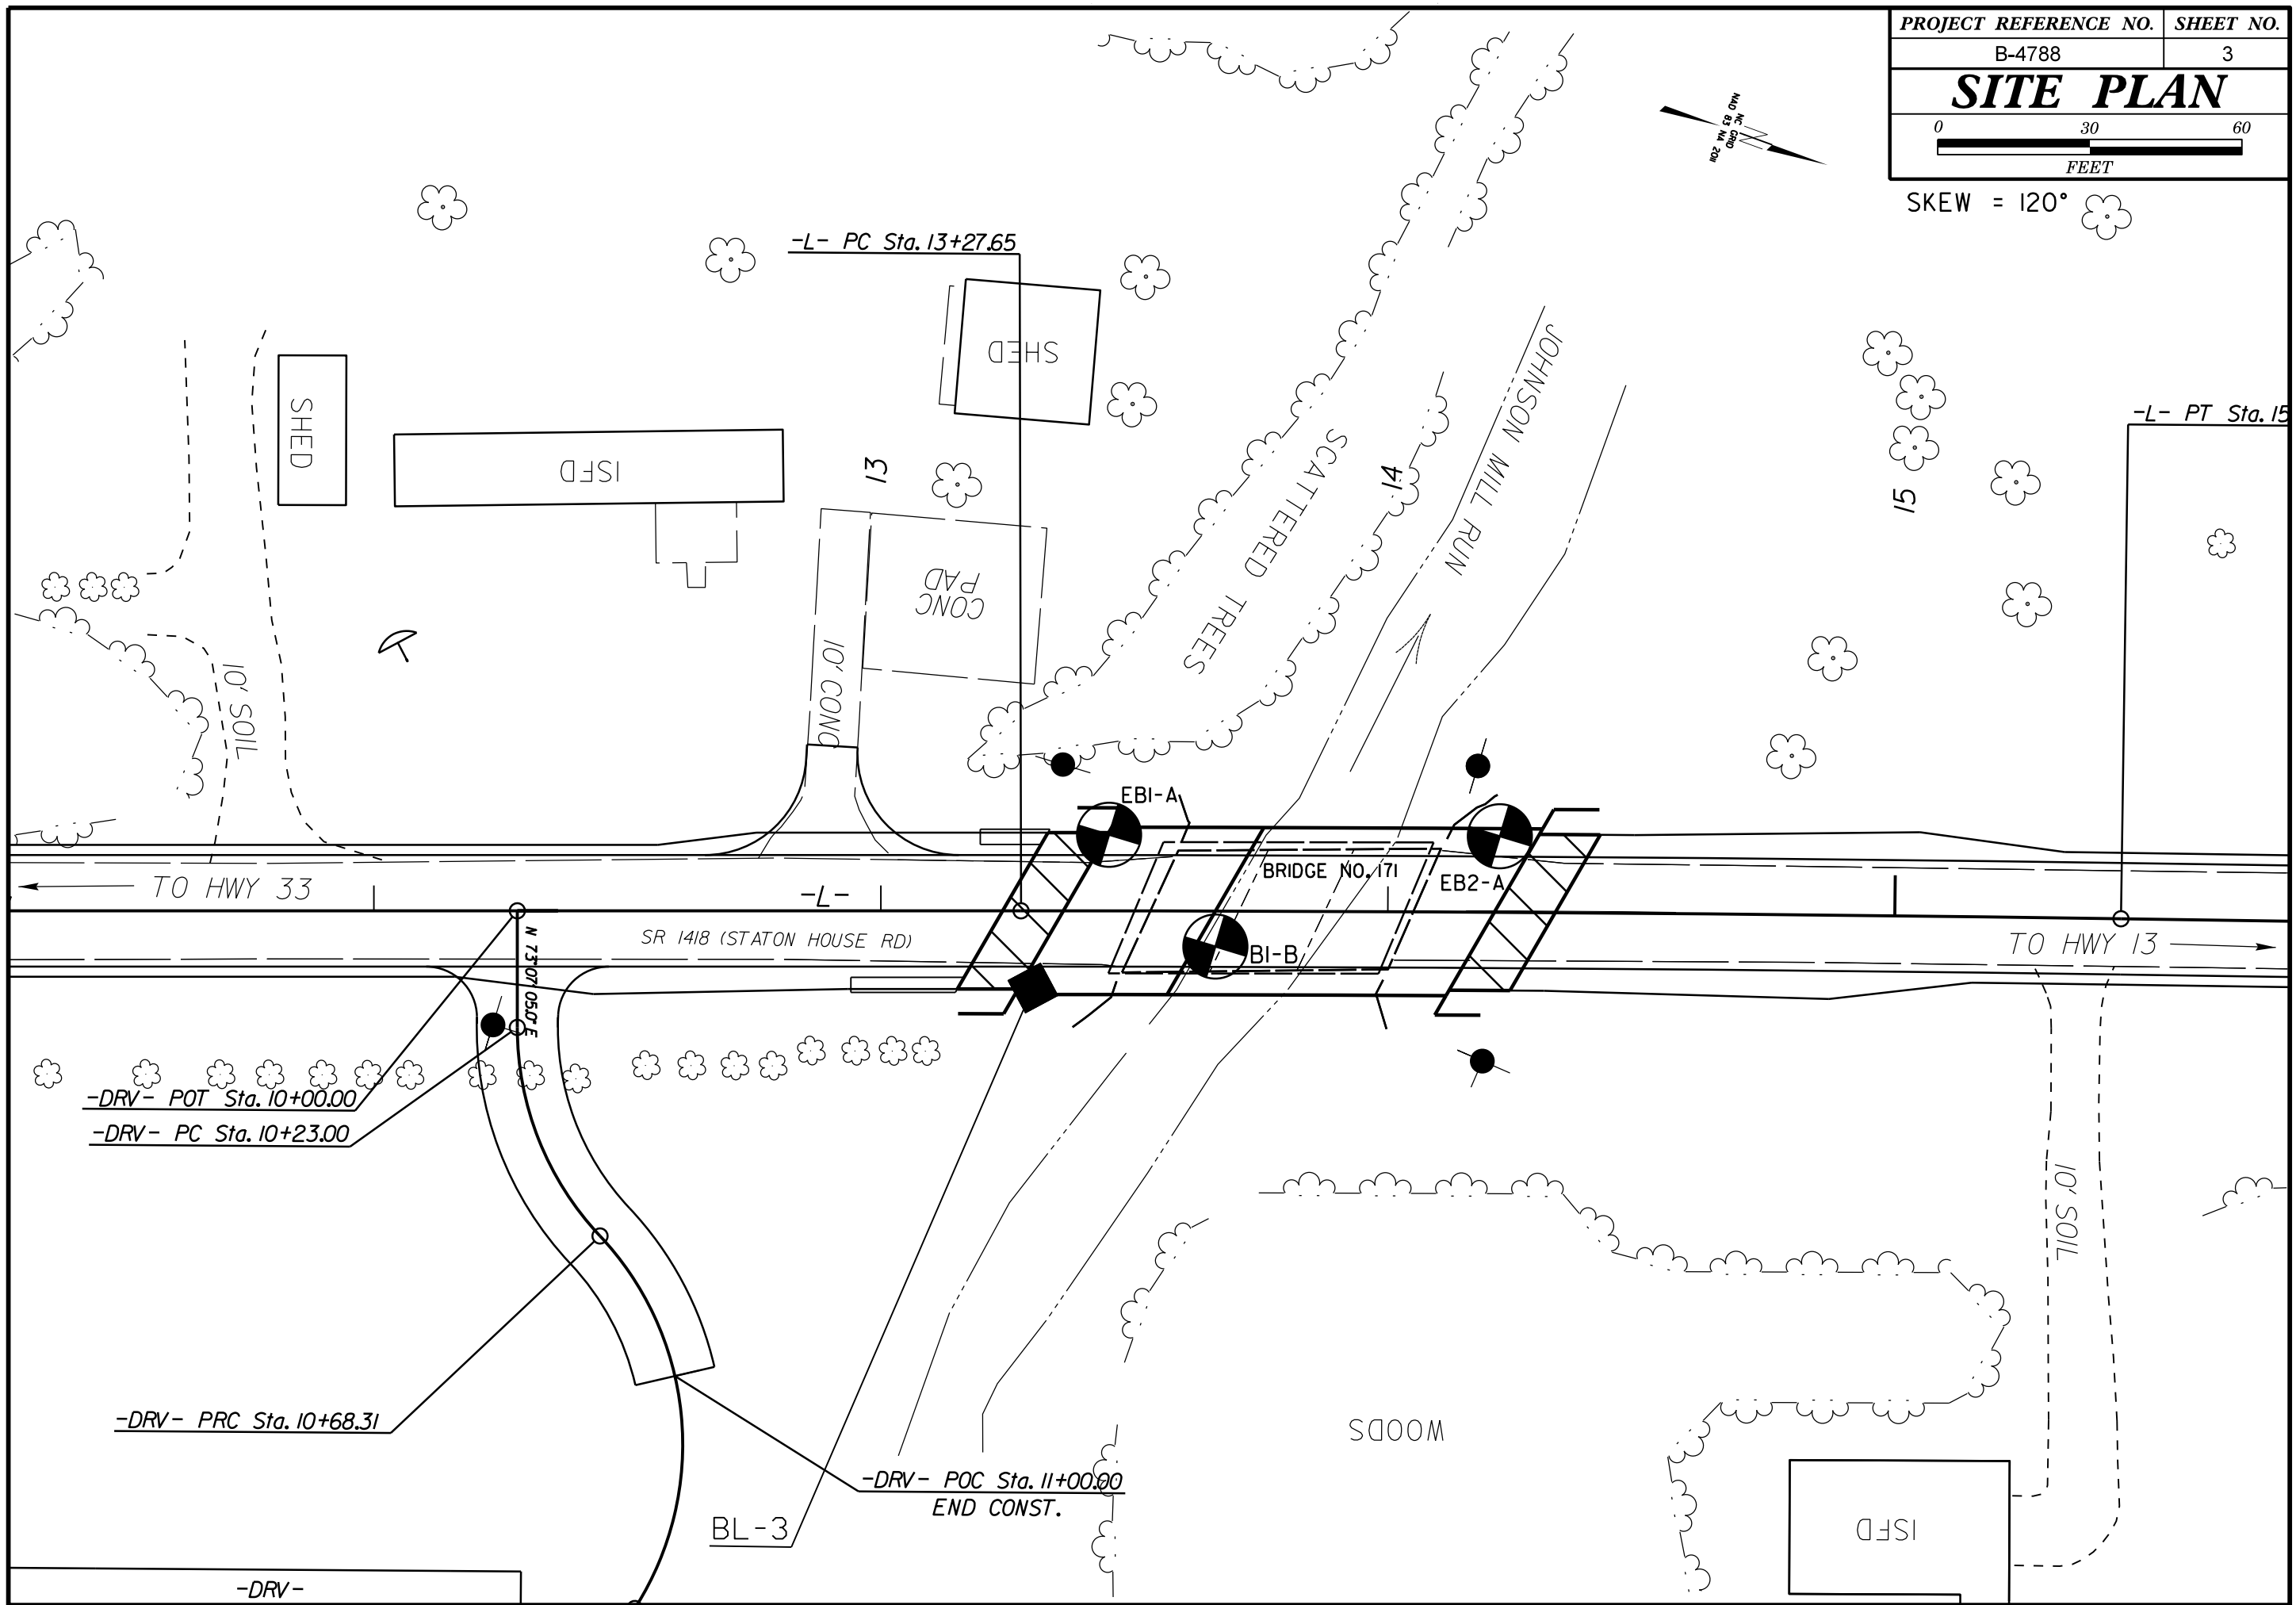 PROJECT REFERENCE NO. SHEET NO.
B-4788 3
SITE PLAN
0 30 60
FEET
SKEW = 120°
NC GRID
NAD 83 NA 2011
-L- PC Sta. 13+27.65
SHED
SHED
ISFD
13
14
15
-L- PT Sta. 15
JOHNSON MILL RUN
SCATTERED TREES
CONC
PAD
10' CONC
10' SOIL
EB1-A
BRIDGE NO. 171
EB2-A
TO HWY 33
-L-
SR 1418 (STATON HOUSE RD)
B1-B
TO HWY 13
N 73°07'05.0" E
-DRV- POT Sta. 10+00.00
-DRV- PC Sta. 10+23.00
10' SOIL
-DRV- PRC Sta. 10+68.31
WOODS
-DRV- POC Sta. 11+00.00
END CONST.
BL-3
ISFD
-DRV-